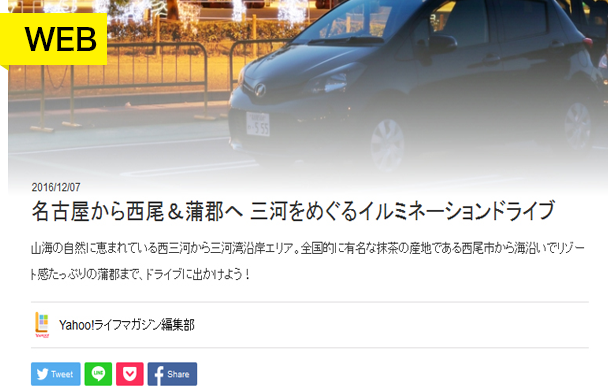 WEB
2016/12/07
名古屋から西尾＆蒲郡へ 三河をめぐるイルミネーションドライブ
山海の自然に恵まれている西三河から三河湾沿岸エリア。全国的に有名な抹茶の産地である西尾市から海沿いでリゾー
ト感たっぷりの蒲郡まで、ドライブに出かけよう！
Yahoo!ライフマガジン編集部
Tweet
LINE
Share